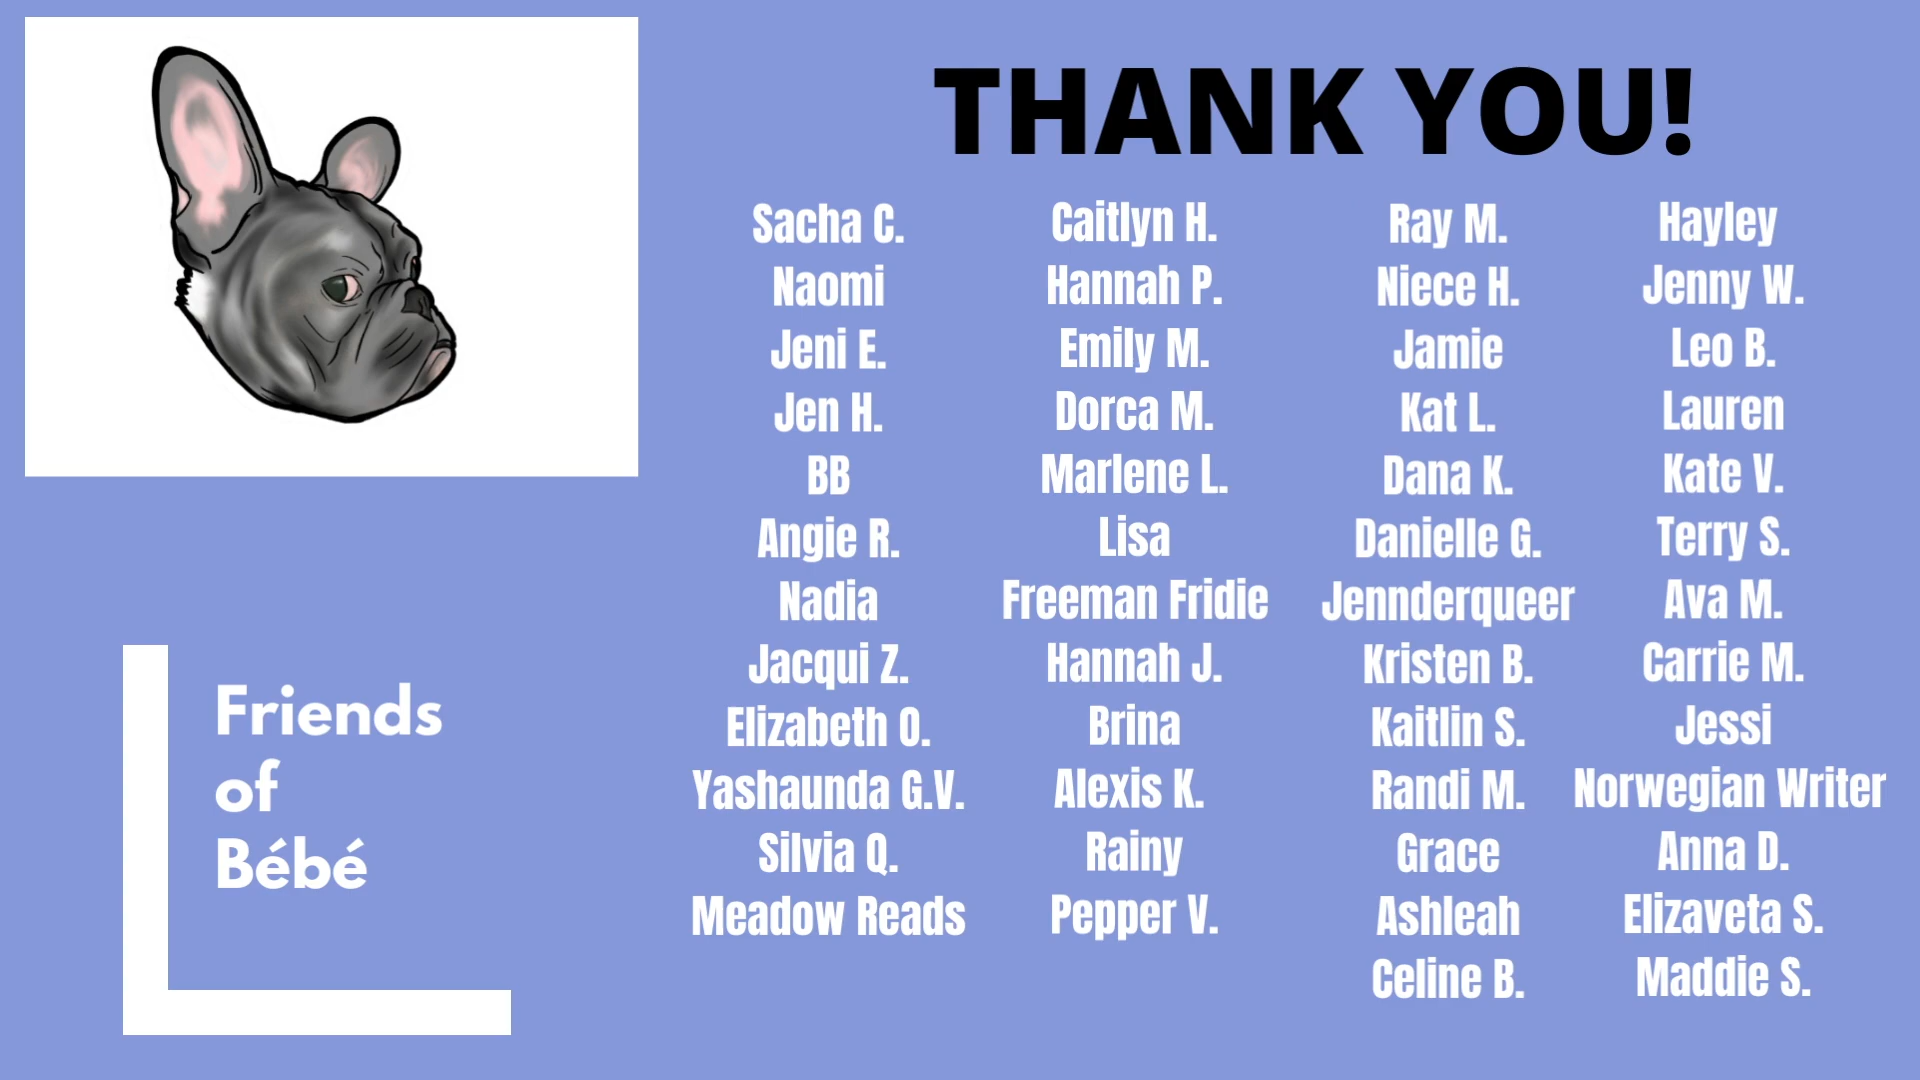 THANK YOU!
Sacha C.
Naomi
Jeni E.
Jen H.
BB
Angie R.
Nadia
Jacqui Z.
Elizabeth O.
Yashaunda G.V.
Silvia Q.
Meadow Reads
Caitlyn H.
Hannah P.
Emily M.
Dorca M.
Marlene L.
Lisa
Freeman Fridie
Hannah J.
Brina
Alexis K.
Rainy
Pepper V.
Ray M.
Niece H.
Jamie
Kat L.
Dana K.
Danielle G.
Jennderqueer
Kristen B.
Kaitlin S.
Randi M.
Grace
Ashleah
Celine B.
Hayley
Jenny W.
Leo B.
Lauren
Kate V.
Terry S.
Ava M.
Carrie M.
Jessi
Norwegian Writer
Anna D.
Elizaveta S.
Maddie S.
Friends
of
Bébé